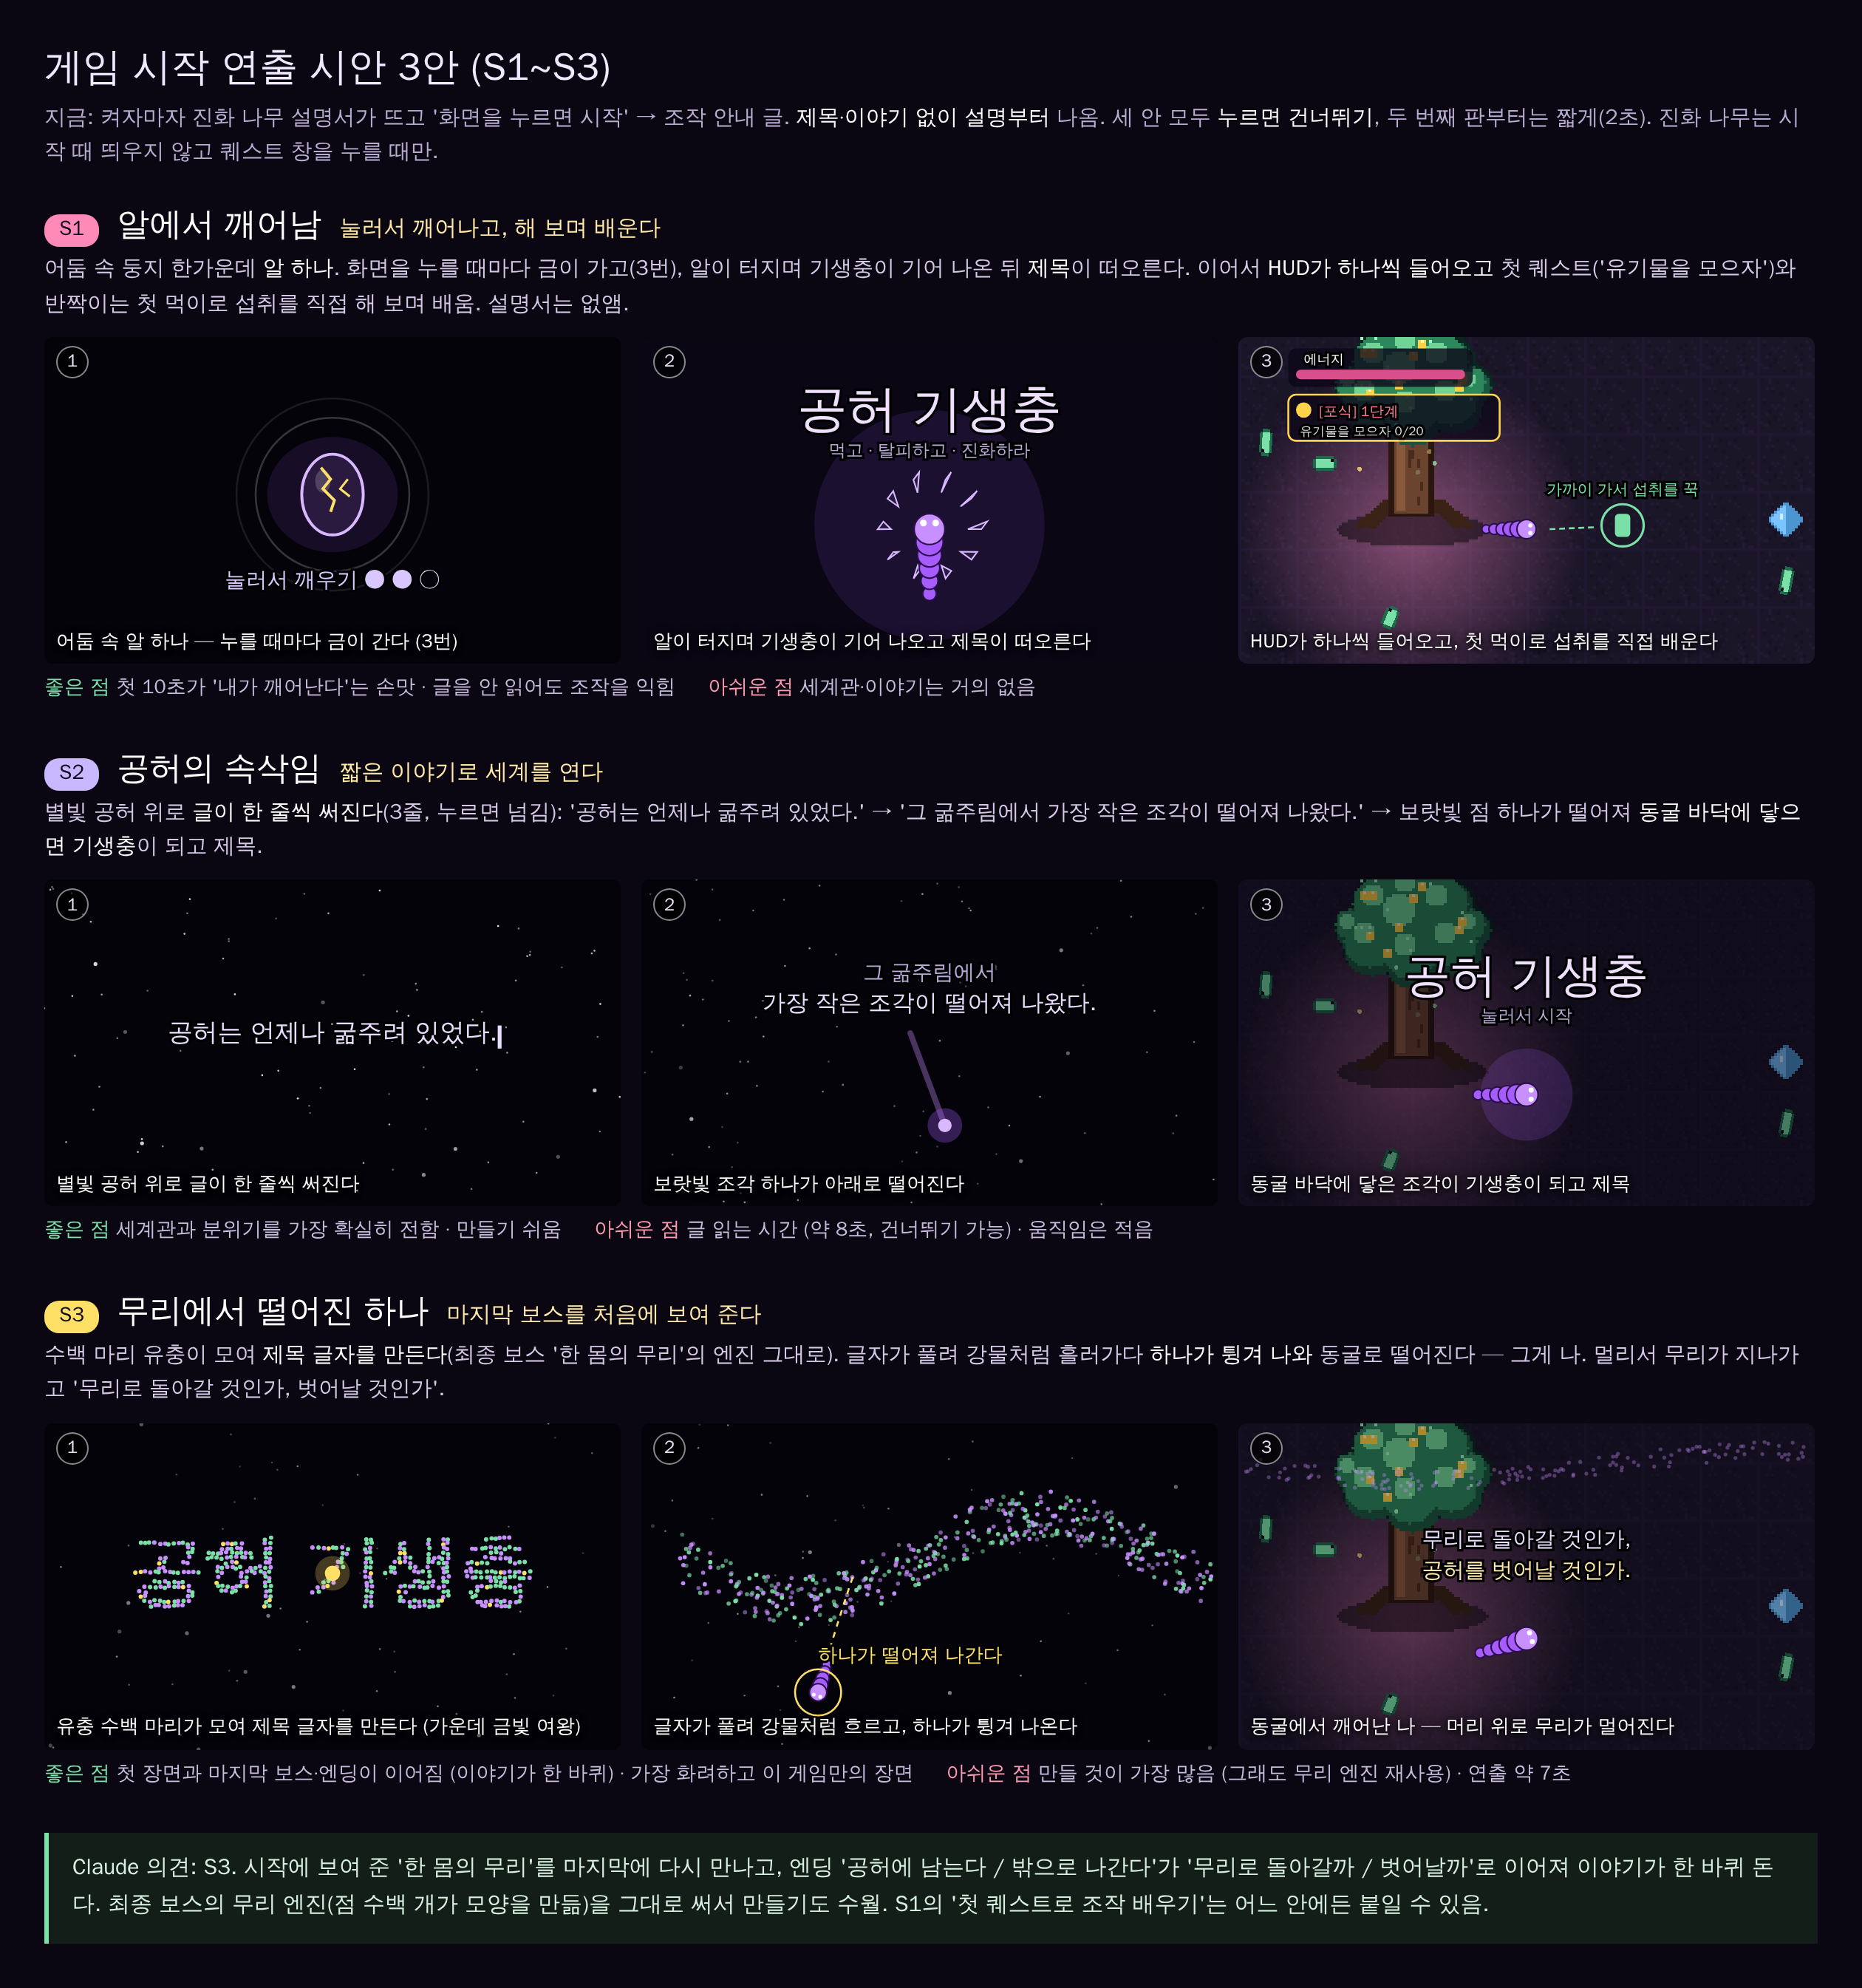 게임 시작 연출 시안 3안 (S1~S3)
지금: 켜자마자 진화 나무 설명서가 뜨고 '화면을 누르면 시작' → 조작 안내 글. 제목·이야기 없이 설명부터 나옴. 세 안 모두 누르면 건너뛰기, 두 번째 판부터는 짧게(2초). 진화 나무는 시
작 때 띄우지 않고 퀘스트 창을 누를 때만.
S1 알에서 깨어남 눌러서 깨어나고, 해 보며 배운다
어둠 속 둥지 한가운데 알 하나. 화면을 누를 때마다 금이 가고(3번), 알이 터지며 기생충이 기어 나온 뒤 제목이 떠오른다. 이어서 HUD가 하나씩 들어오고 첫 퀘스트('유기물을 모으자')와
반짝이는 첫 먹이로 섭취를 직접 해 보며 배움. 설명서는 없앰.
1
눌러서 깨우기
어둠 속 알 하나 — 누를 때마다 금이 간다 (3번)
2
공허 기생충
먹고 · 탈피하고 · 진화하라
알이 터지며 기생충이 기어 나오고 제목이 떠오른다
3
에너지
[포식] 1단계
유기물을 모으자 0/20
가까이 가서 섭취를 꾹
HUD가 하나씩 들어오고, 첫 먹이로 섭취를 직접 배운다
좋은 점 첫 10초가 '내가 깨어난다'는 손맛 · 글을 안 읽어도 조작을 익힘 아쉬운 점 세계관·이야기는 거의 없음
S2 공허의 속삭임 짧은 이야기로 세계를 연다
별빛 공허 위로 글이 한 줄씩 써진다(3줄, 누르면 넘김): '공허는 언제나 굶주려 있었다.' → '그 굶주림에서 가장 작은 조각이 떨어져 나왔다.' → 보랏빛 점 하나가 떨어져 동굴 바닥에 닿으
면 기생충이 되고 제목.
1
공허는 언제나 굶주려 있었다.
별빛 공허 위로 글이 한 줄씩 써진다
2
그 굶주림에서
가장 작은 조각이 떨어져 나왔다.
보랏빛 조각 하나가 아래로 떨어진다
3
공허 기생충
눌러서 시작
동굴 바닥에 닿은 조각이 기생충이 되고 제목
좋은 점 세계관과 분위기를 가장 확실히 전함 · 만들기 쉬움 아쉬운 점 글 읽는 시간 (약 8초, 건너뛰기 가능) · 움직임은 적음
S3 무리에서 떨어진 하나 마지막 보스를 처음에 보여 준다
수백 마리 유충이 모여 제목 글자를 만든다(최종 보스 '한 몸의 무리'의 엔진 그대로). 글자가 풀려 강물처럼 흘러가다 하나가 튕겨 나와 동굴로 떨어진다 — 그게 나. 멀리서 무리가 지나가
고 '무리로 돌아갈 것인가, 벗어날 것인가'.
1
공허 기생충
유충 수백 마리가 모여 제목 글자를 만든다 (가운데 금빛 여왕)
2
하나가 떨어져 나간다
글자가 풀려 강물처럼 흐르고, 하나가 튕겨 나온다
3
무리로 돌아갈 것인가,
공허를 벗어날 것인가.
동굴에서 깨어난 나 — 머리 위로 무리가 멀어진다
좋은 점 첫 장면과 마지막 보스·엔딩이 이어짐 (이야기가 한 바퀴) · 가장 화려하고 이 게임만의 장면 아쉬운 점 만들 것이 가장 많음 (그래도 무리 엔진 재사용) · 연출 약 7초
Claude 의견: S3. 시작에 보여 준 '한 몸의 무리'를 마지막에 다시 만나고, 엔딩 '공허에 남는다 / 밖으로 나간다'가 '무리로 돌아갈까 / 벗어날까'로 이어져 이야기가 한 바퀴 돈
다. 최종 보스의 무리 엔진(점 수백 개가 모양을 만듦)을 그대로 써서 만들기도 수월. S1의 '첫 퀘스트로 조작 배우기'는 어느 안에든 붙일 수 있음.